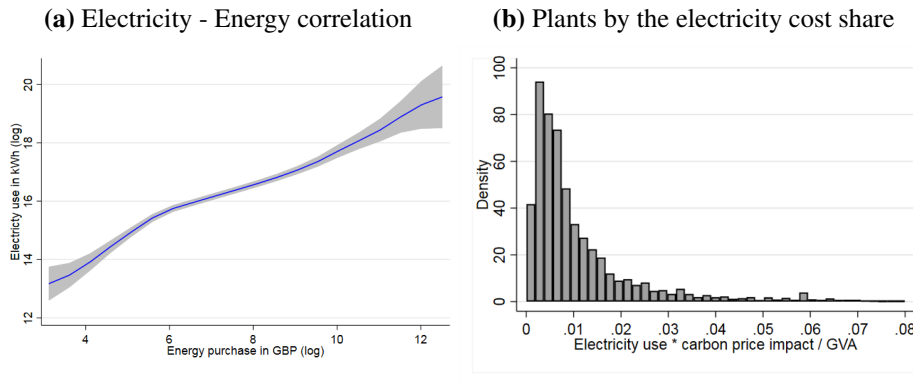 (a) Electricity - Energy correlation
Electricty use in kWh (log)
20
18
16
14
12
4 6 8 10 12
Energy purchase in GBP (log)
(b) Plants by the electricity cost share
Density
100
80
60
40
20
0
0 .01 .02 .03 .04 .05 .06 .07 .08
Electricity use * carbon price impact / GVA